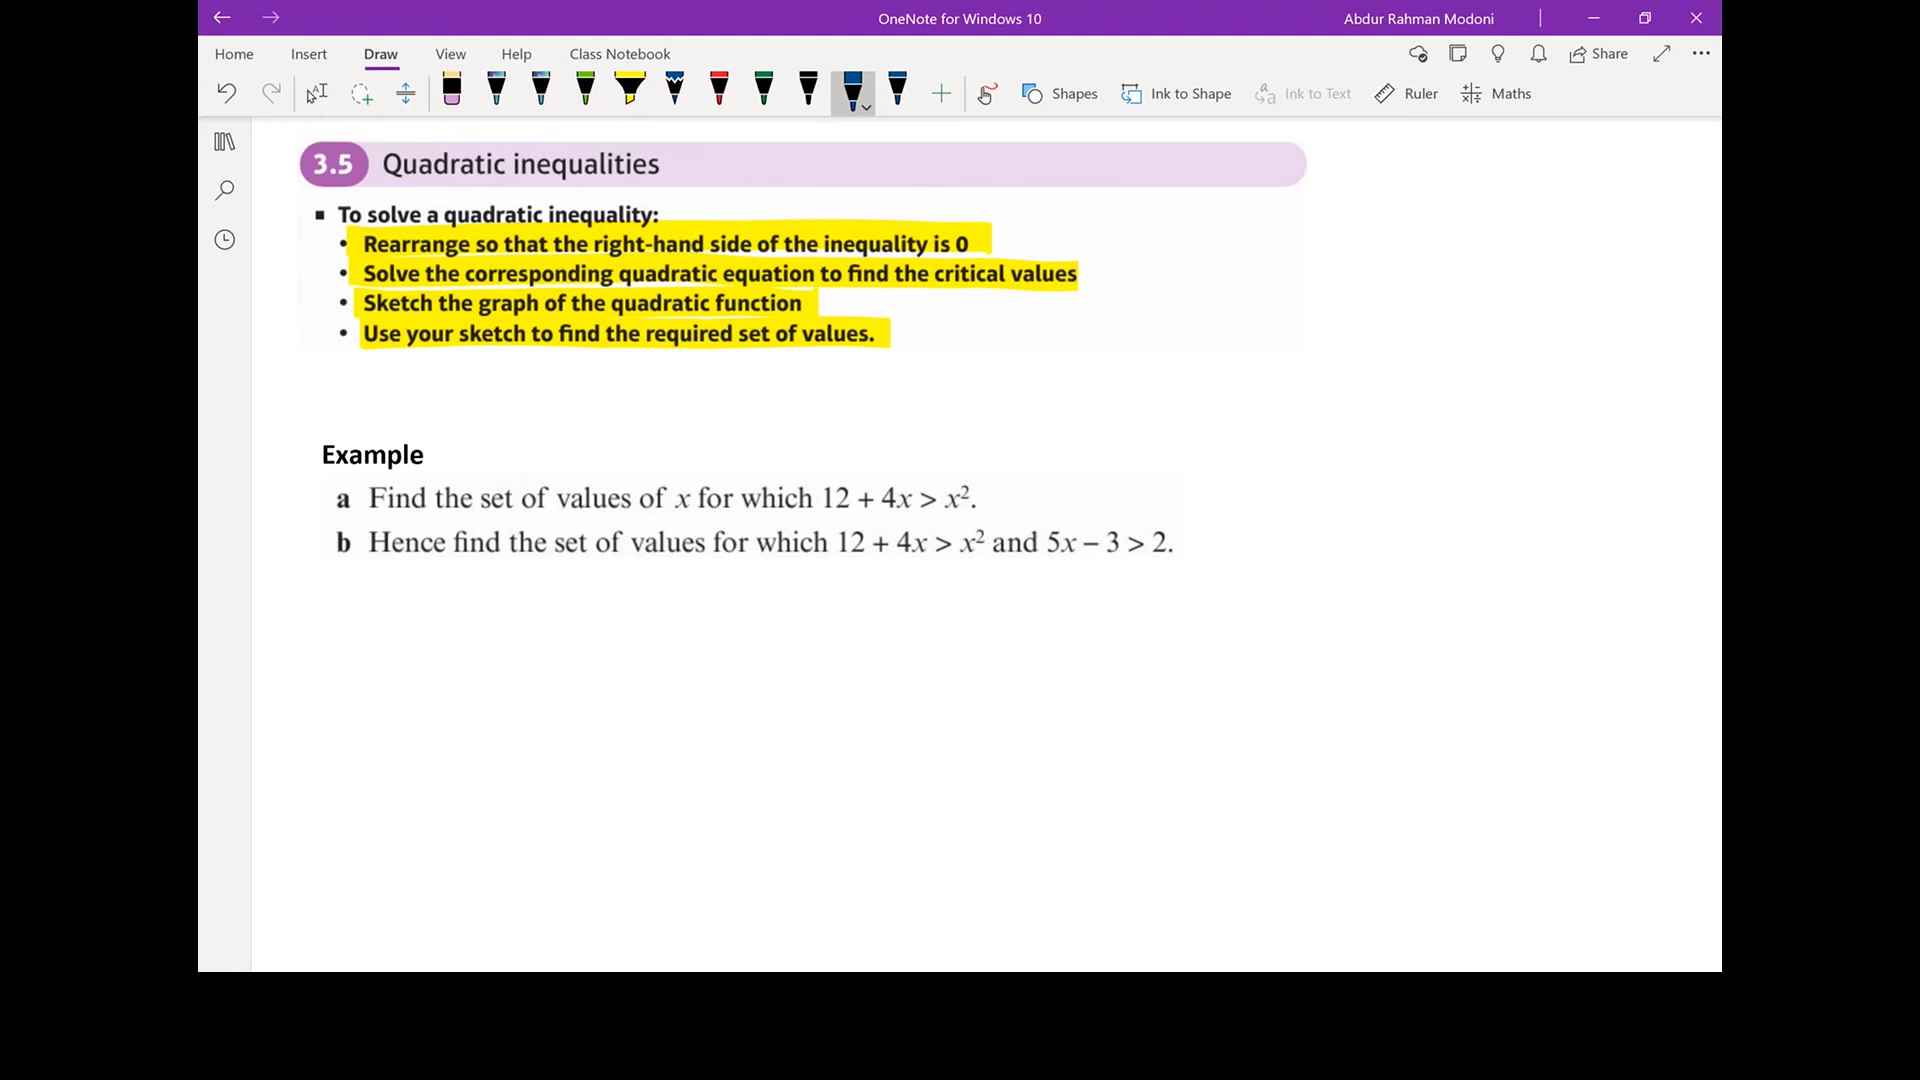 OneNote for Windows 10
Abdur Rahman Modoni
Home Insert Draw View Help Class Notebook Share
Shapes Ink to Shape Ink to Text Ruler Maths
3.5 Quadratic inequalities
▪ To solve a quadratic inequality:
• Rearrange so that the right-hand side of the inequality is 0
• Solve the corresponding quadratic equation to find the critical values
• Sketch the graph of the quadratic function
• Use your sketch to find the required set of values.
Example
a Find the set of values of x for which 12 + 4x > x².
b Hence find the set of values for which 12 + 4x > x² and 5x − 3 > 2.